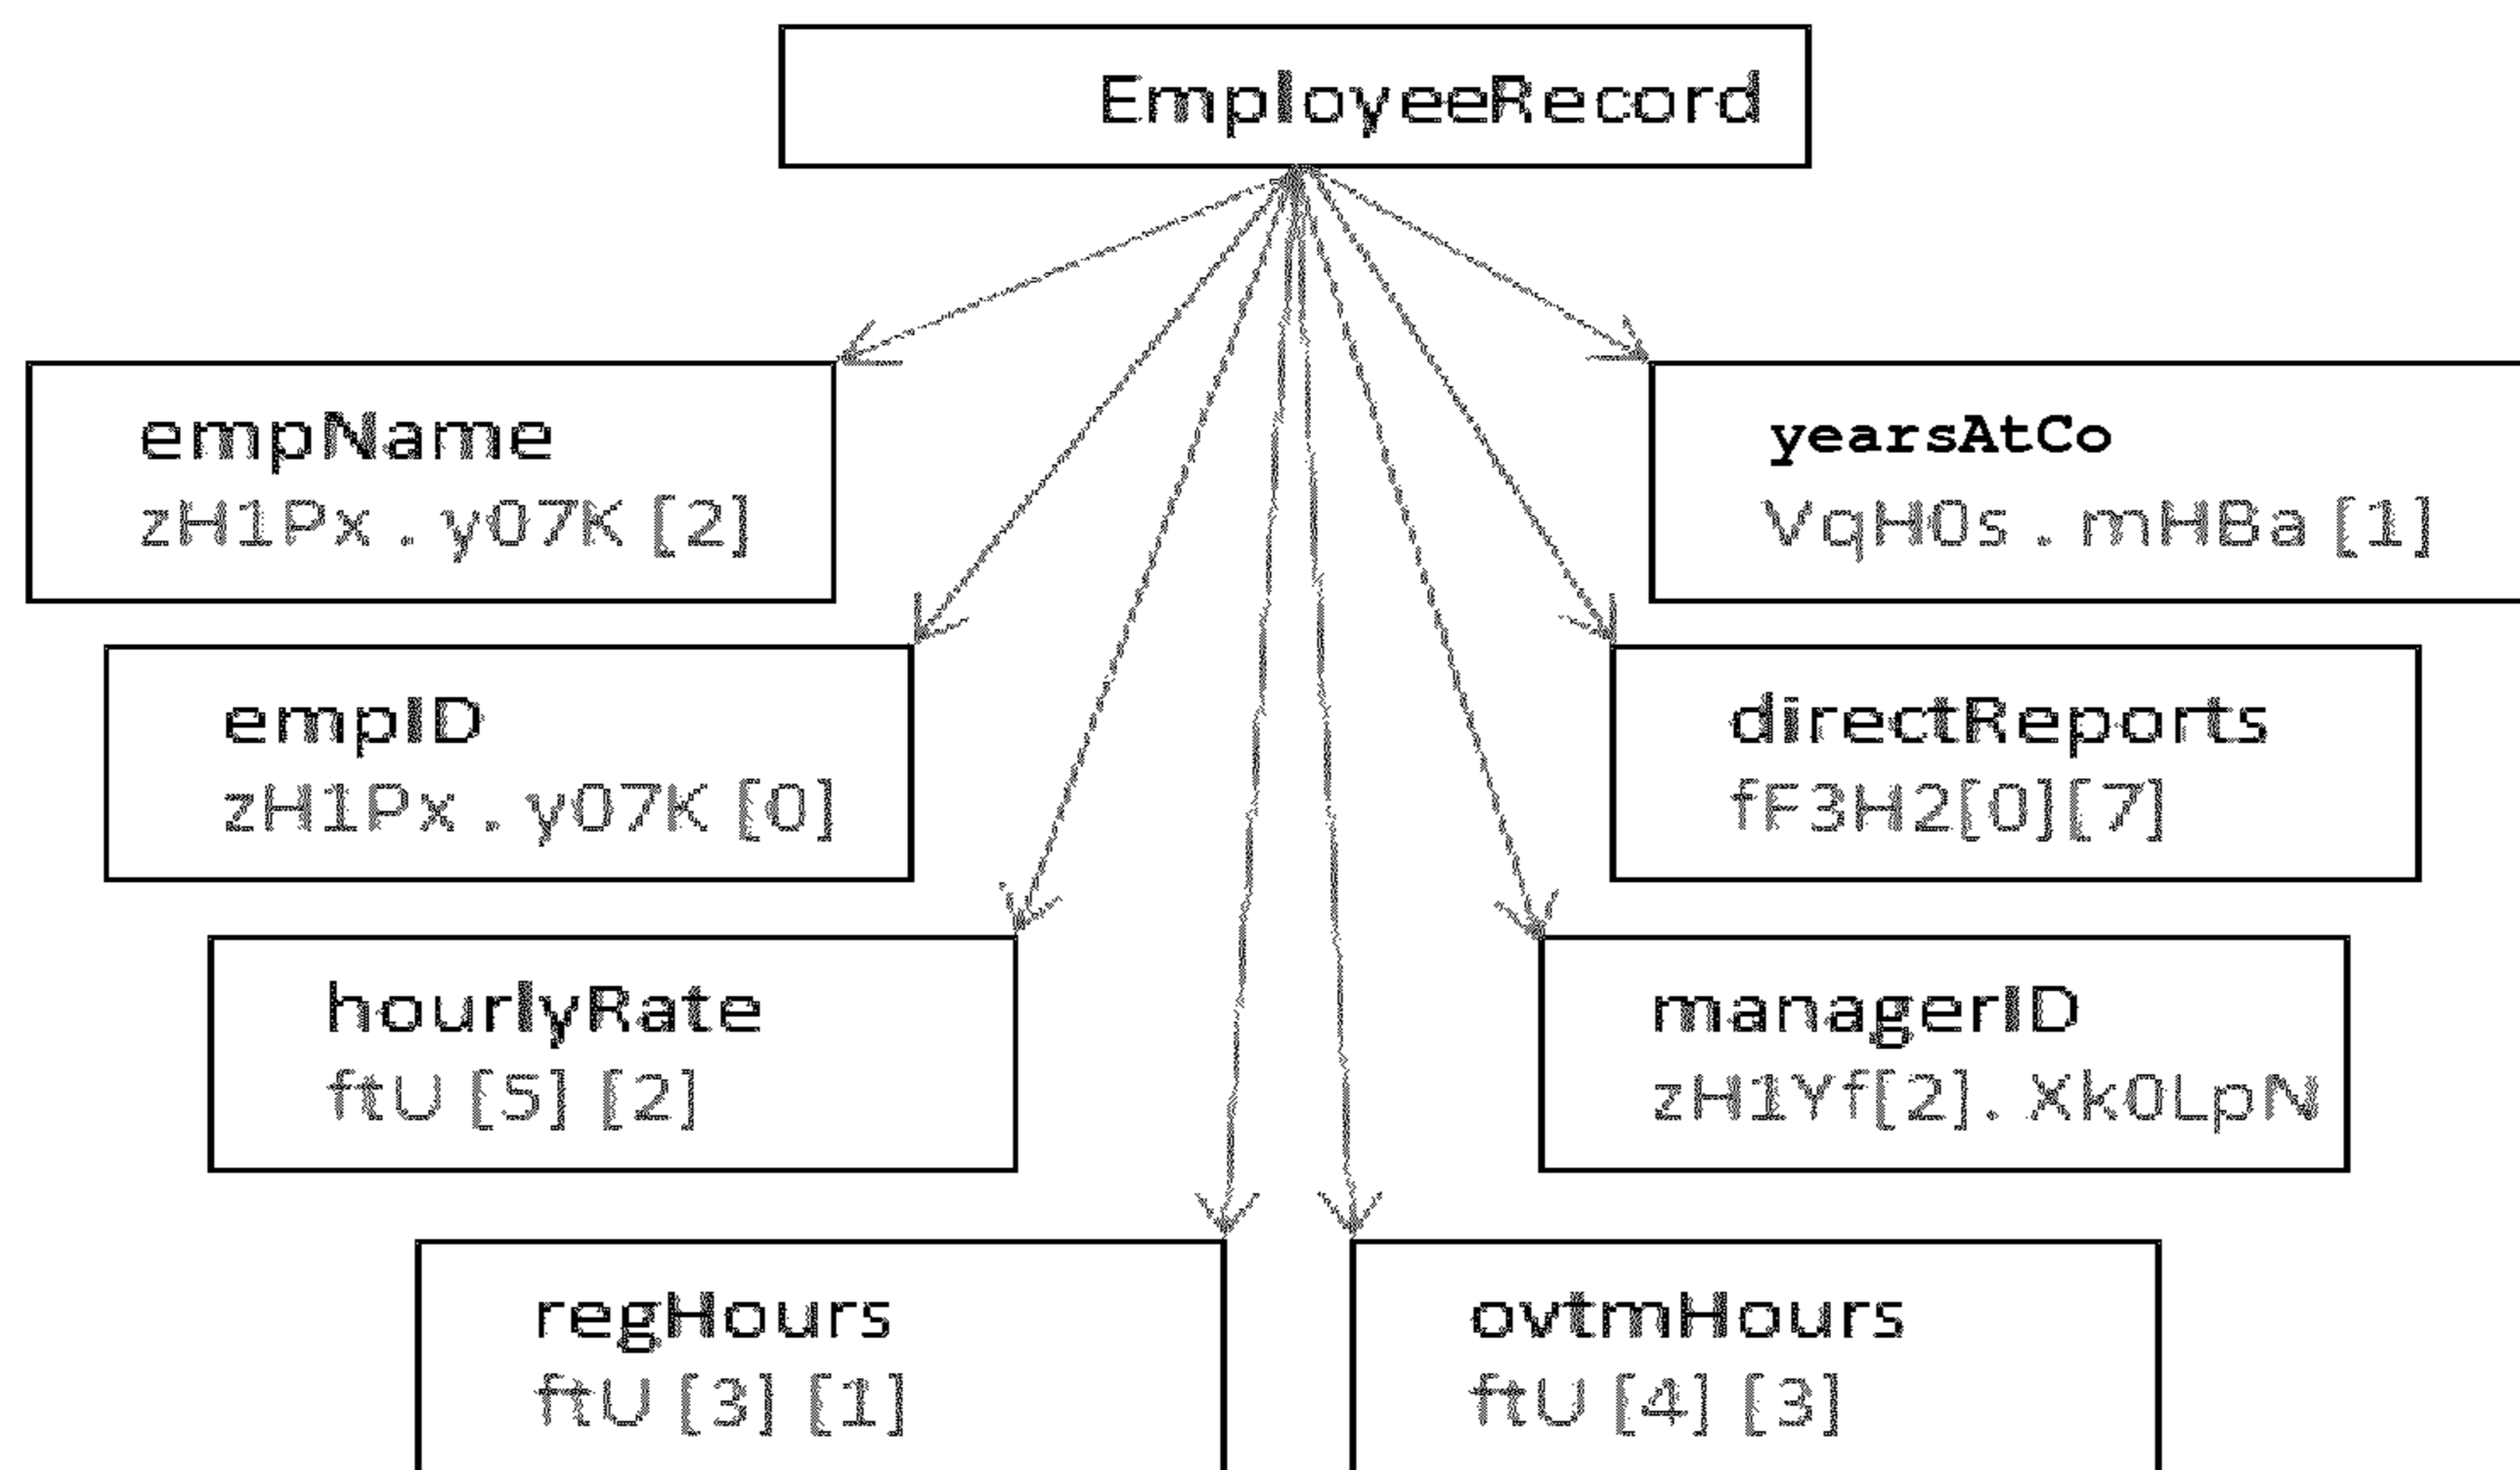 EmployeeRecord
empName
zH1Px.y07K [2]
yearsAtCo
VqH0s.mHBa [1]
empID
zH1Px.y07K [0]
directReports
fF3H2[0][7]
hourlyRate
ftU [5] [2]
managerID
zH1Yf[2].Xk0LpN
regHours
ftU [3] [1]
ovtmHours
ftU [4] [3]